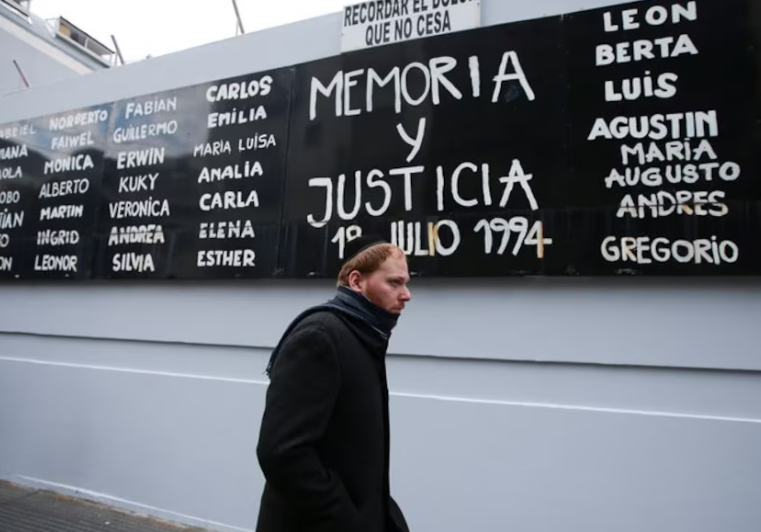 RECORDAR EL DOLOR
QUE NO CESA
NORBERTO
FAIWEL
MONICA
ALBERTO
MARTIN
INGRID
LEONOR
FABIAN
GUILLERMO
ERWIN
KUKY
VERONICA
ANDREA
SILVIA
CARLOS
EMILIA
MARIA LUISA
ANALIA
CARLA
ELENA
ESTHER
MEMORIA
Y
JUSTICIA
18 JULIO 1994
LEON
BERTA
LUIS
AGUSTIN
MARIA
AUGUSTO
ANDRES
GREGORIO